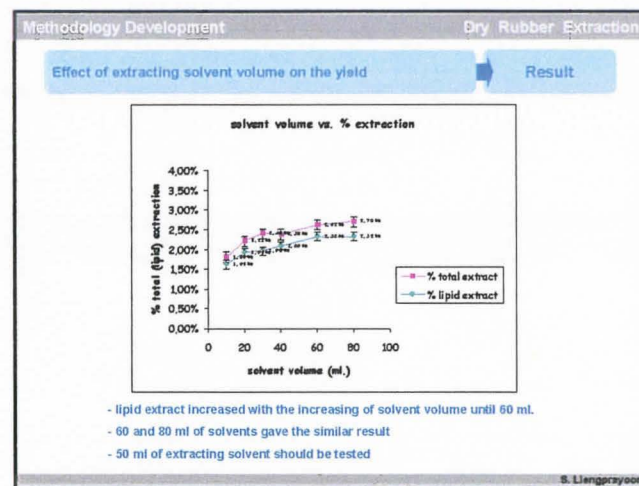 Methodology Development
Dry Rubber Extraction
Effect of extracting solvent volume on the yield
Result
solvent volume vs. % extraction
% total (lipid) extraction
4,00%
3,50%
3,00%
2,50%
2,00%
1,50%
1,00%
0,50%
0,00%
0 20 40 60 80 100
solvent volume (ml.)
% total extract
% lipid extract
- lipid extract increased with the increasing of solvent volume until 60 ml.
- 60 and 80 ml of solvents gave the similar result
- 50 ml of extracting solvent should be tested
S.